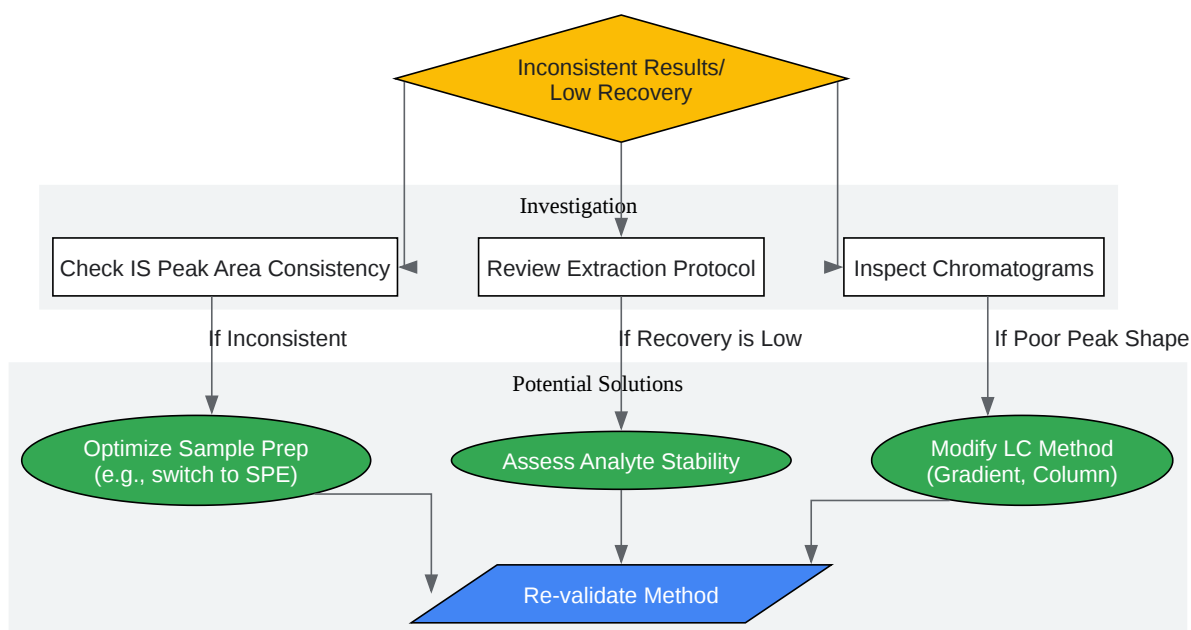 Inconsistent Results/
Low Recovery
Investigation
Check IS Peak Area Consistency
Review Extraction Protocol
Inspect Chromatograms
If Inconsistent
If Recovery is Low
If Poor Peak Shape
Potential Solutions
Optimize Sample Prep
(e.g., switch to SPE)
Assess Analyte Stability
Modify LC Method
(Gradient, Column)
Re-validate Method